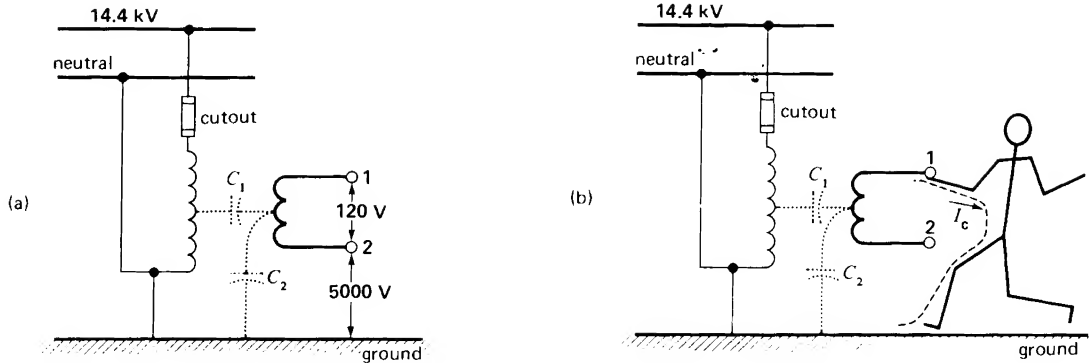 (a)
14.4 kV
neutral
cutout
C₁
1
120 V
2
C₂
5000 V
ground
(b)
14.4 kV
neutral
cutout
C₁
1
I_c
2
C₂
ground